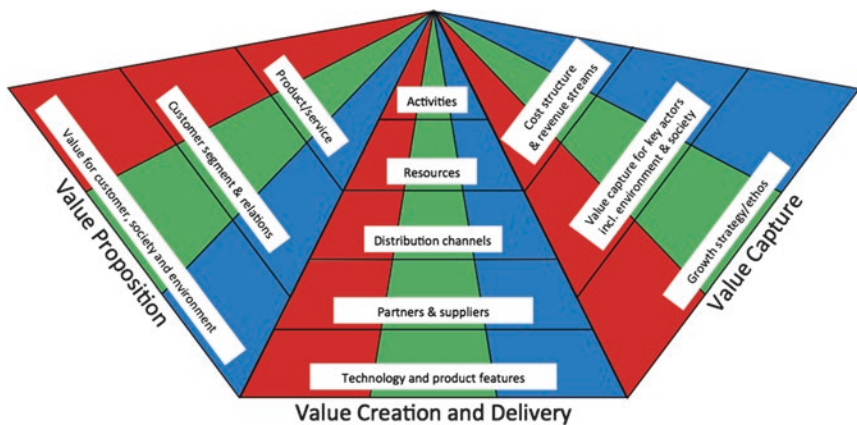 Product/service
Customer segment & relations
Value for customer, society and environment
Value Proposition
Activities
Resources
Distribution channels
Partners & suppliers
Technology and product features
Value Creation and Delivery
Cost structure
& revenue streams
Value capture for key actors
incl. environment & society
Growth strategy/ethos
Value Capture